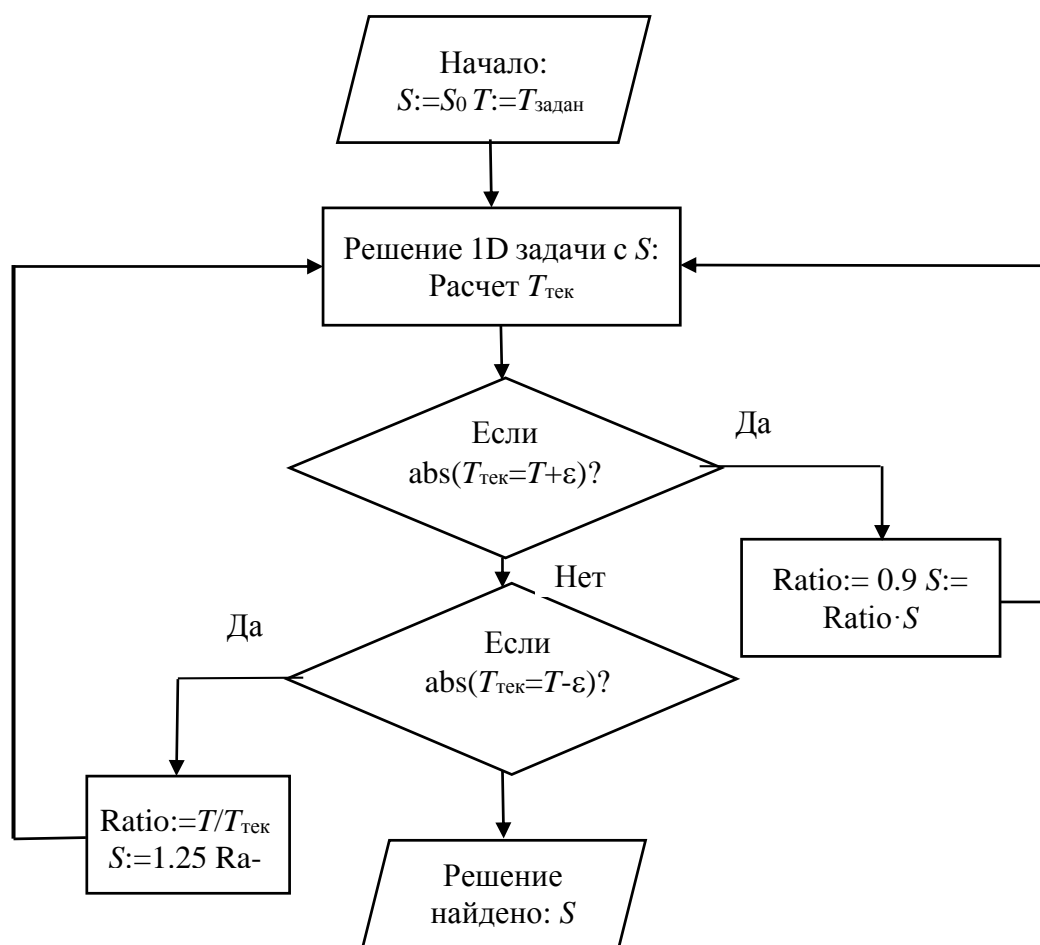 Начало:
S:=S₀ T:=Tзадан
Решение 1D задачи с S:
Расчет Tтек
Если
abs(Tтек=T+ε)?
Да
Ratio:= 0.9 S:=
Ratio·S
Нет
Если
abs(Tтек=T-ε)?
Да
Ratio:=T/Tтек
S:=1.25 Ra-
Решение
найдено: S